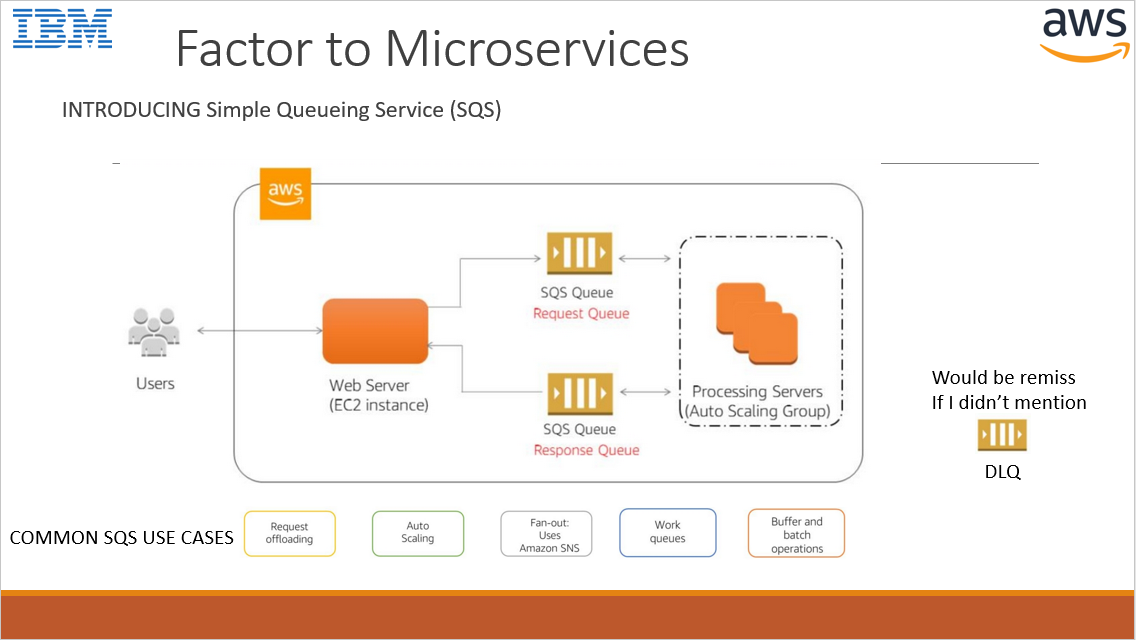 IBM
aws
Factor to Microservices
INTRODUCING Simple Queueing Service (SQS)
aws
SQS Queue
Request Queue
Users
Web Server
(EC2 instance)
SQS Queue
Response Queue
Processing Servers
(Auto Scaling Group)
Would be remiss
If I didn’t mention
DLQ
COMMON SQS USE CASES
Request
offloading
Auto
Scaling
Fan-out:
Uses
Amazon SNS
Work
queues
Buffer and
batch
operations